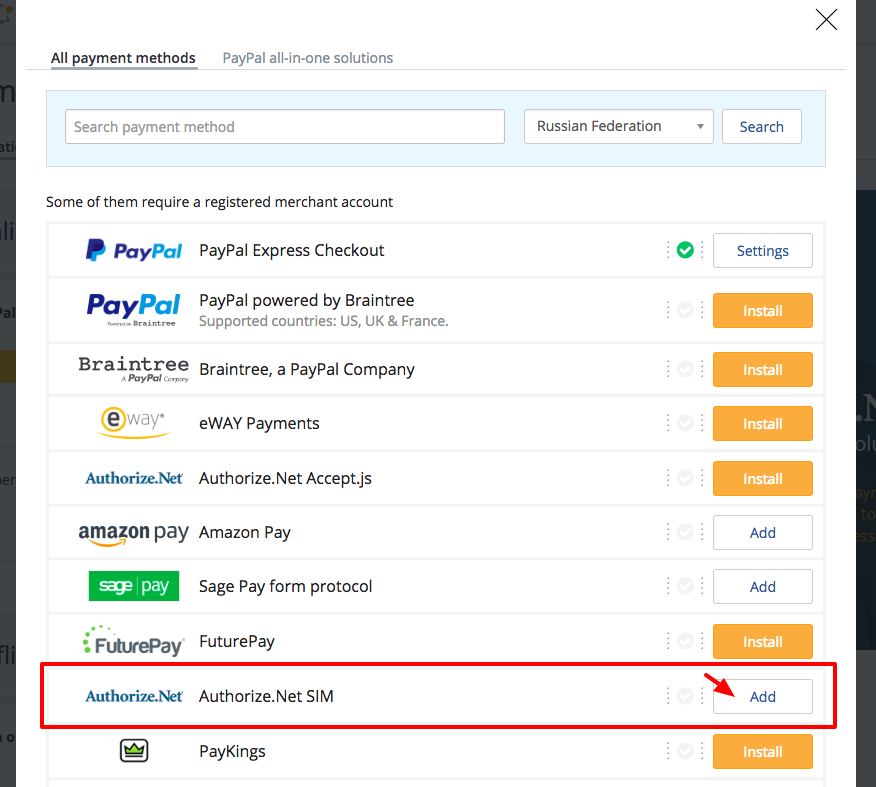 All payment methods PayPal all-in-one solutions
Search payment method Russian Federation Search
Some of them require a registered merchant account
PayPal PayPal Express Checkout Settings
PayPal Powered by Braintree PayPal powered by Braintree Install
Supported countries: US, UK & France.
Braintree A PayPal Company Braintree, a PayPal Company Install
eway eWAY Payments Install
Authorize.Net Authorize.Net Accept.js Install
amazon pay Amazon Pay Add
sage pay Sage Pay form protocol Add
FuturePay FuturePay Install
Authorize.Net Authorize.Net SIM Add
PayKings Install